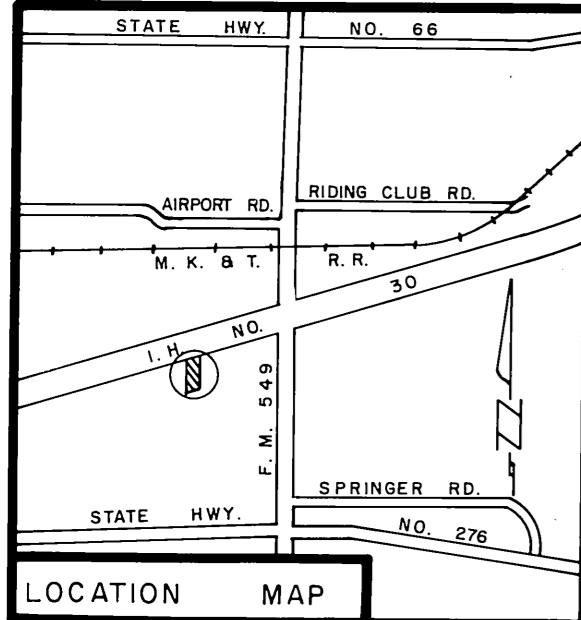 STATE HWY. NO. 66
AIRPORT RD.
RIDING CLUB RD.
M. K. & T. R. R.
I. H. NO. 30
F. M. 549
SPRINGER RD.
STATE HWY. NO. 276
LOCATION MAP